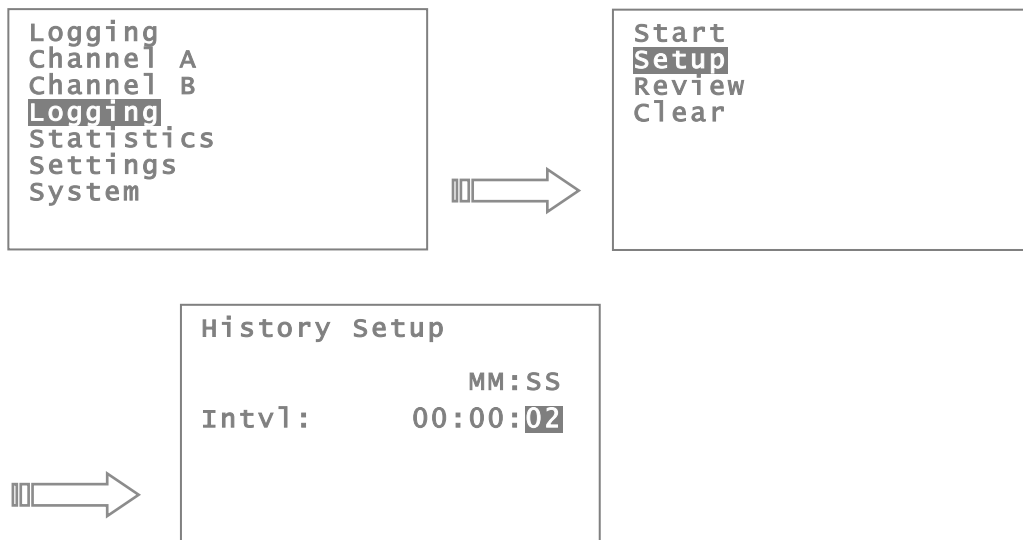 Logging
Channel A
Channel B
Logging
Statistics
Settings
System
Start
Setup
Review
Clear
History Setup
MM:SS
Intvl: 00:00:02